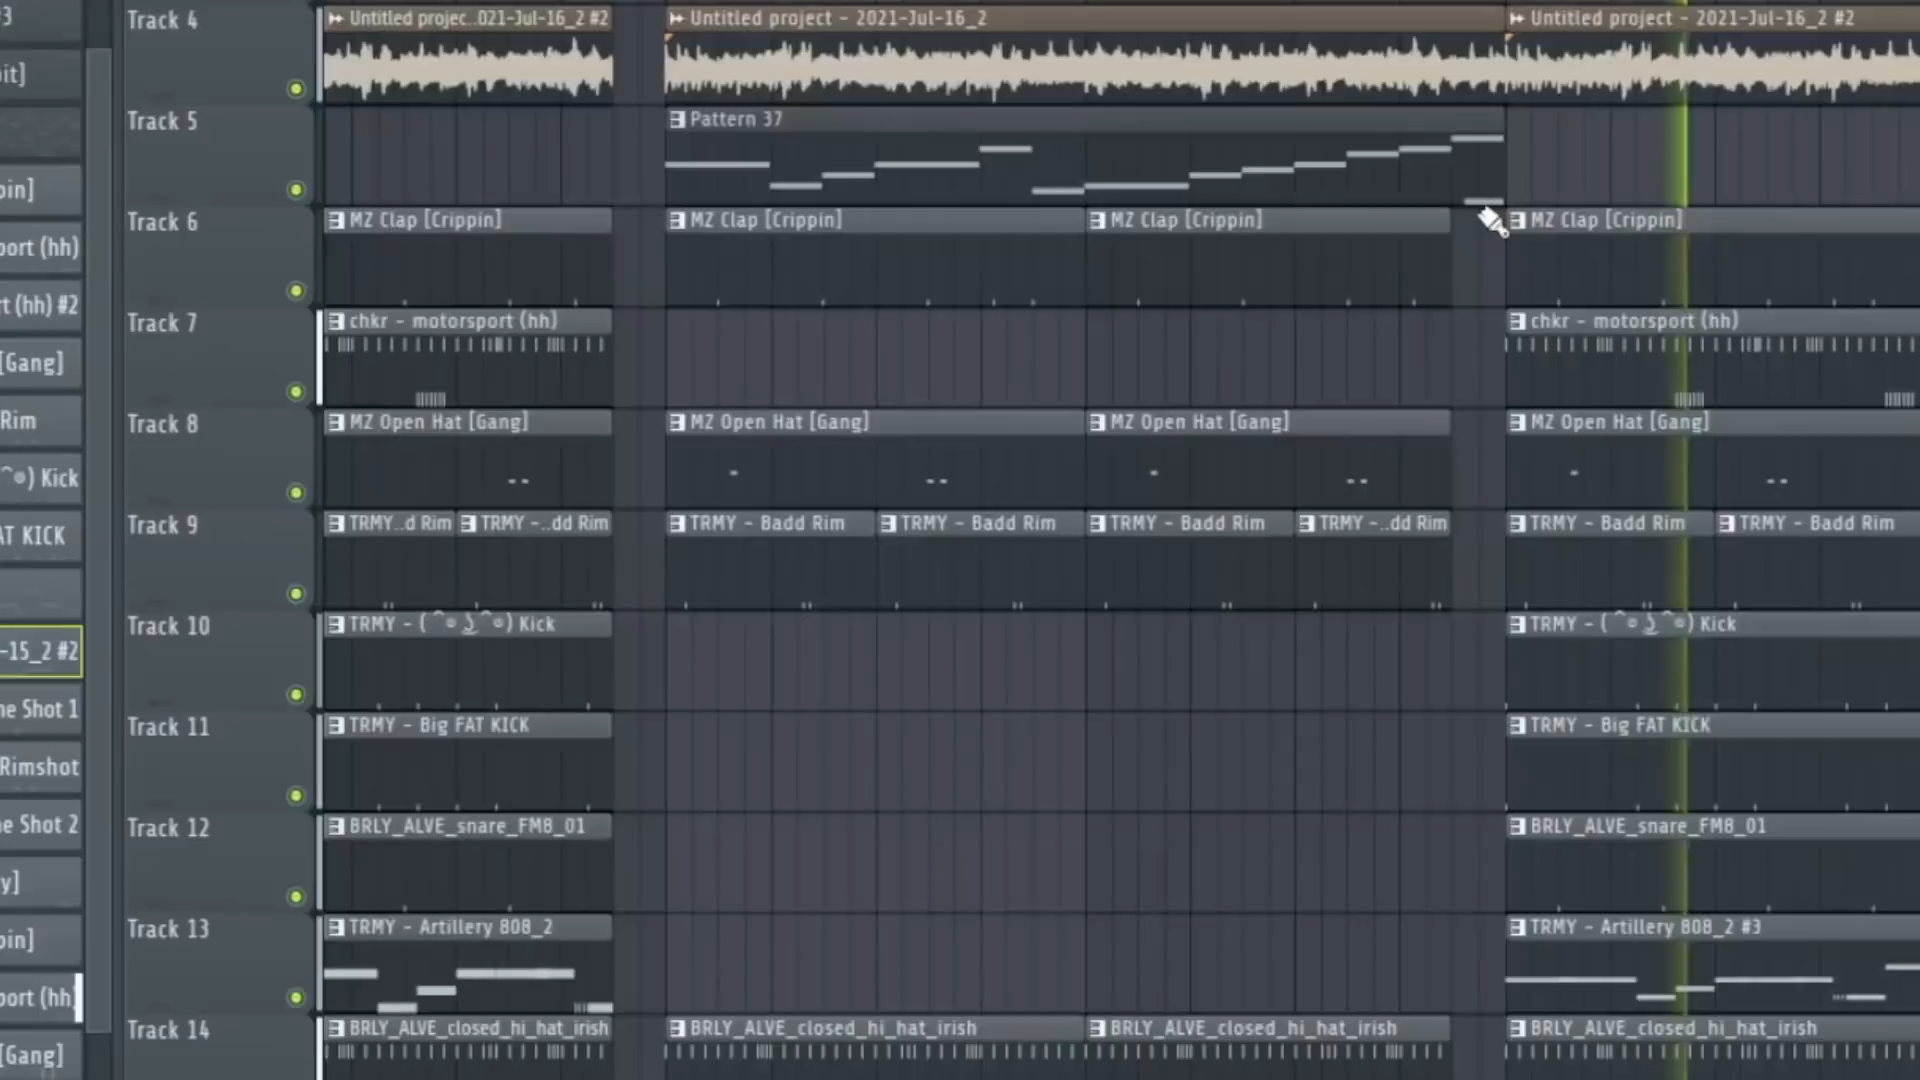 Track 4
Untitled projec..021-Jul-16_2 #2
Untitled project - 2021-Jul-16_2
Untitled project - 2021-Jul-16_2 #2
Track 5
Pattern 37
Track 6
MZ Clap [Crippin]
MZ Clap [Crippin]
MZ Clap [Crippin]
MZ Clap [Crippin]
Track 7
chkr - motorsport (hh)
chkr - motorsport (hh)
Track 8
MZ Open Hat [Gang]
MZ Open Hat [Gang]
MZ Open Hat [Gang]
MZ Open Hat [Gang]
Track 9
TRMY..d Rim
TRMY -..dd Rim
TRMY - Badd Rim
TRMY - Badd Rim
TRMY - Badd Rim
TRMY -..dd Rim
TRMY - Badd Rim
TRMY - Badd Rim
Track 10
TRMY - ( ͡° ͜ʖ ͡°) Kick
TRMY - ( ͡° ͜ʖ ͡°) Kick
Track 11
TRMY - Big FAT KICK
TRMY - Big FAT KICK
Track 12
BRLY_ALVE_snare_FM8_01
BRLY_ALVE_snare_FM8_01
Track 13
TRMY - Artillery 808_2
TRMY - Artillery 808_2 #3
Track 14
BRLY_ALVE_closed_hi_hat_irish
BRLY_ALVE_closed_hi_hat_irish
BRLY_ALVE_closed_hi_hat_irish
BRLY_ALVE_closed_hi_hat_irish
#3
oit]
pin]
port (hh)
rt (hh) #2
[Gang]
Rim
͡°) Kick
AT KICK
-15_2 #2
ne Shot 1
Rimshot
ne Shot 2
y]
pin]
port (hh)
[Gang]